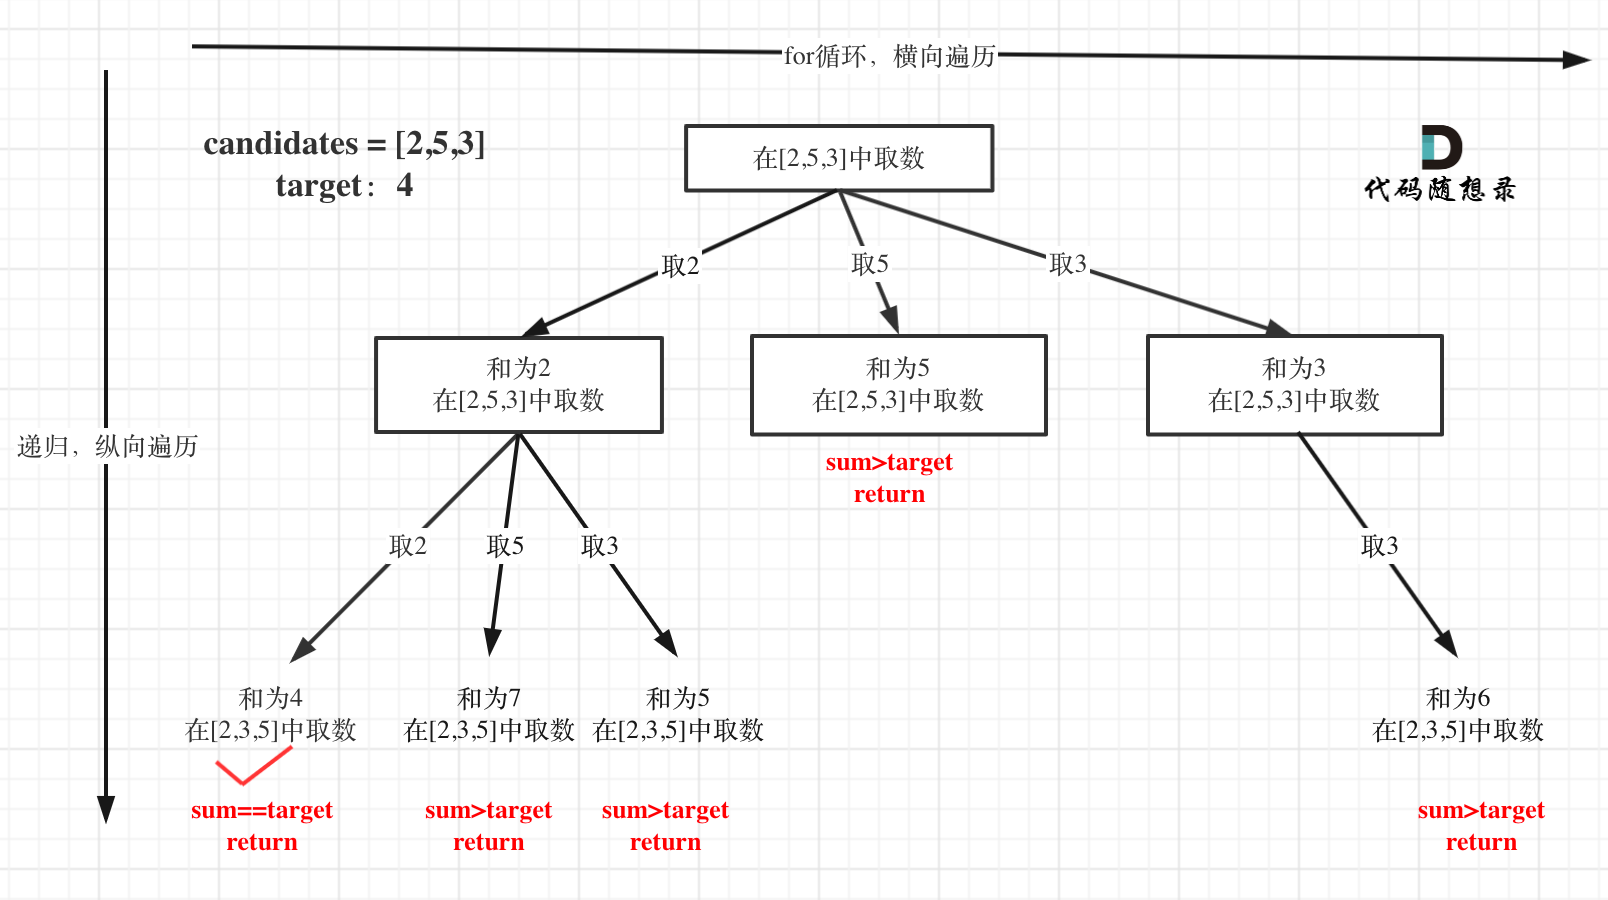 for循环，横向遍历
candidates = [2,5,3]
target：4
在[2,5,3]中取数
代码随想录
取2
取5
取3
和为2
在[2,5,3]中取数
和为5
在[2,5,3]中取数
sum>target
return
和为3
在[2,5,3]中取数
递归，纵向遍历
取2
取5
取3
取3
和为4
在[2,3,5]中取数
sum==target
return
和为7
在[2,3,5]中取数
sum>target
return
和为5
在[2,3,5]中取数
sum>target
return
和为6
在[2,3,5]中取数
sum>target
return